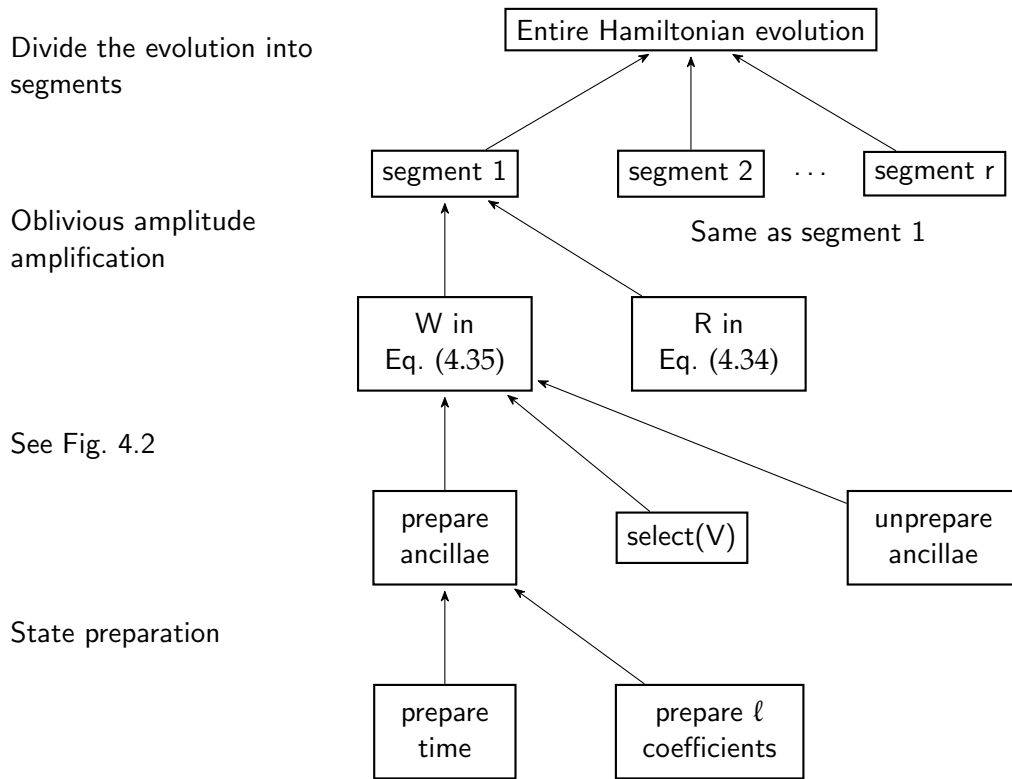 Entire Hamiltonian evolution
Divide the evolution into
segments
segment 1
segment 2
. . .
segment r
Oblivious amplitude
amplification
Same as segment 1
W in
Eq. (4.35)
R in
Eq. (4.34)
See Fig. 4.2
prepare
ancillae
select(V)
unprepare
ancillae
State preparation
prepare
time
prepare ℓ
coefficients